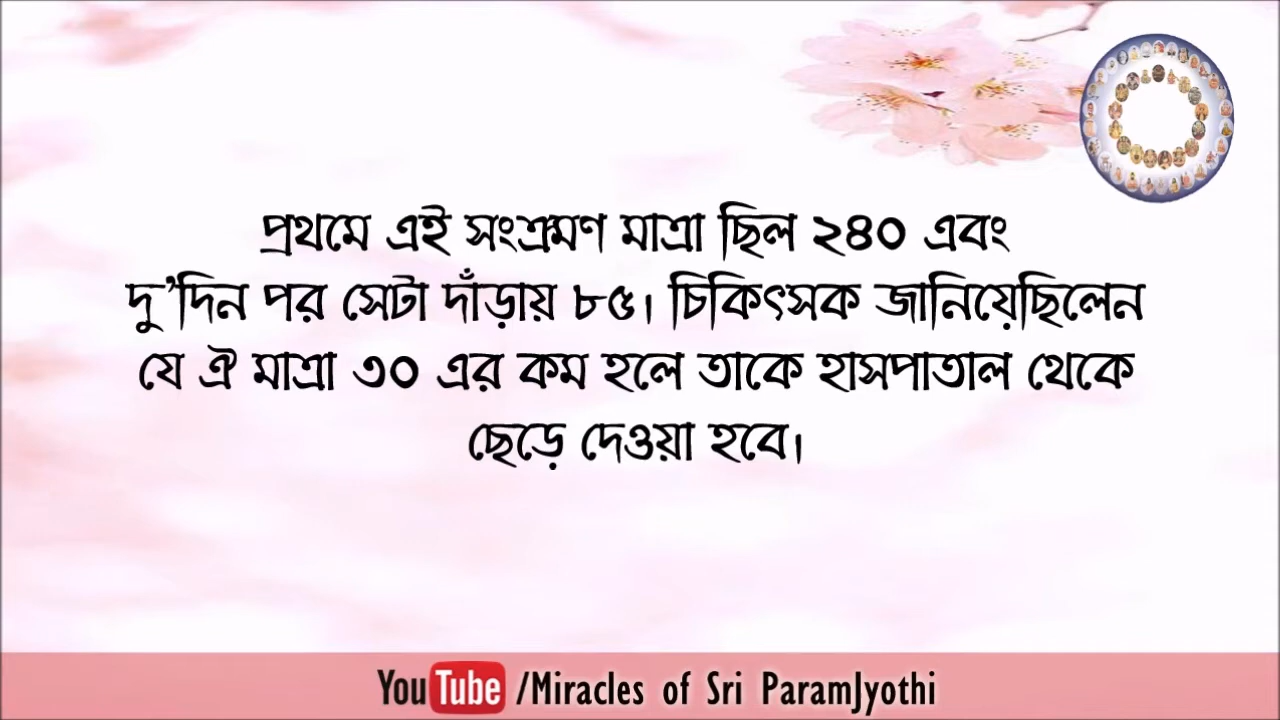 প্রথমে এই সংক্রমণ মাত্রা ছিল ২৪০ এবং
দু’দিন পর সেটা দাঁড়ায় ৮৫। চিকিৎসক জানিয়েছিলেন
যে ঐ মাত্রা ৩০ এর কম হলে তাকে হাসপাতাল থেকে
ছেড়ে দেওয়া হবে।
YouTube /Miracles of Sri ParamJyothi